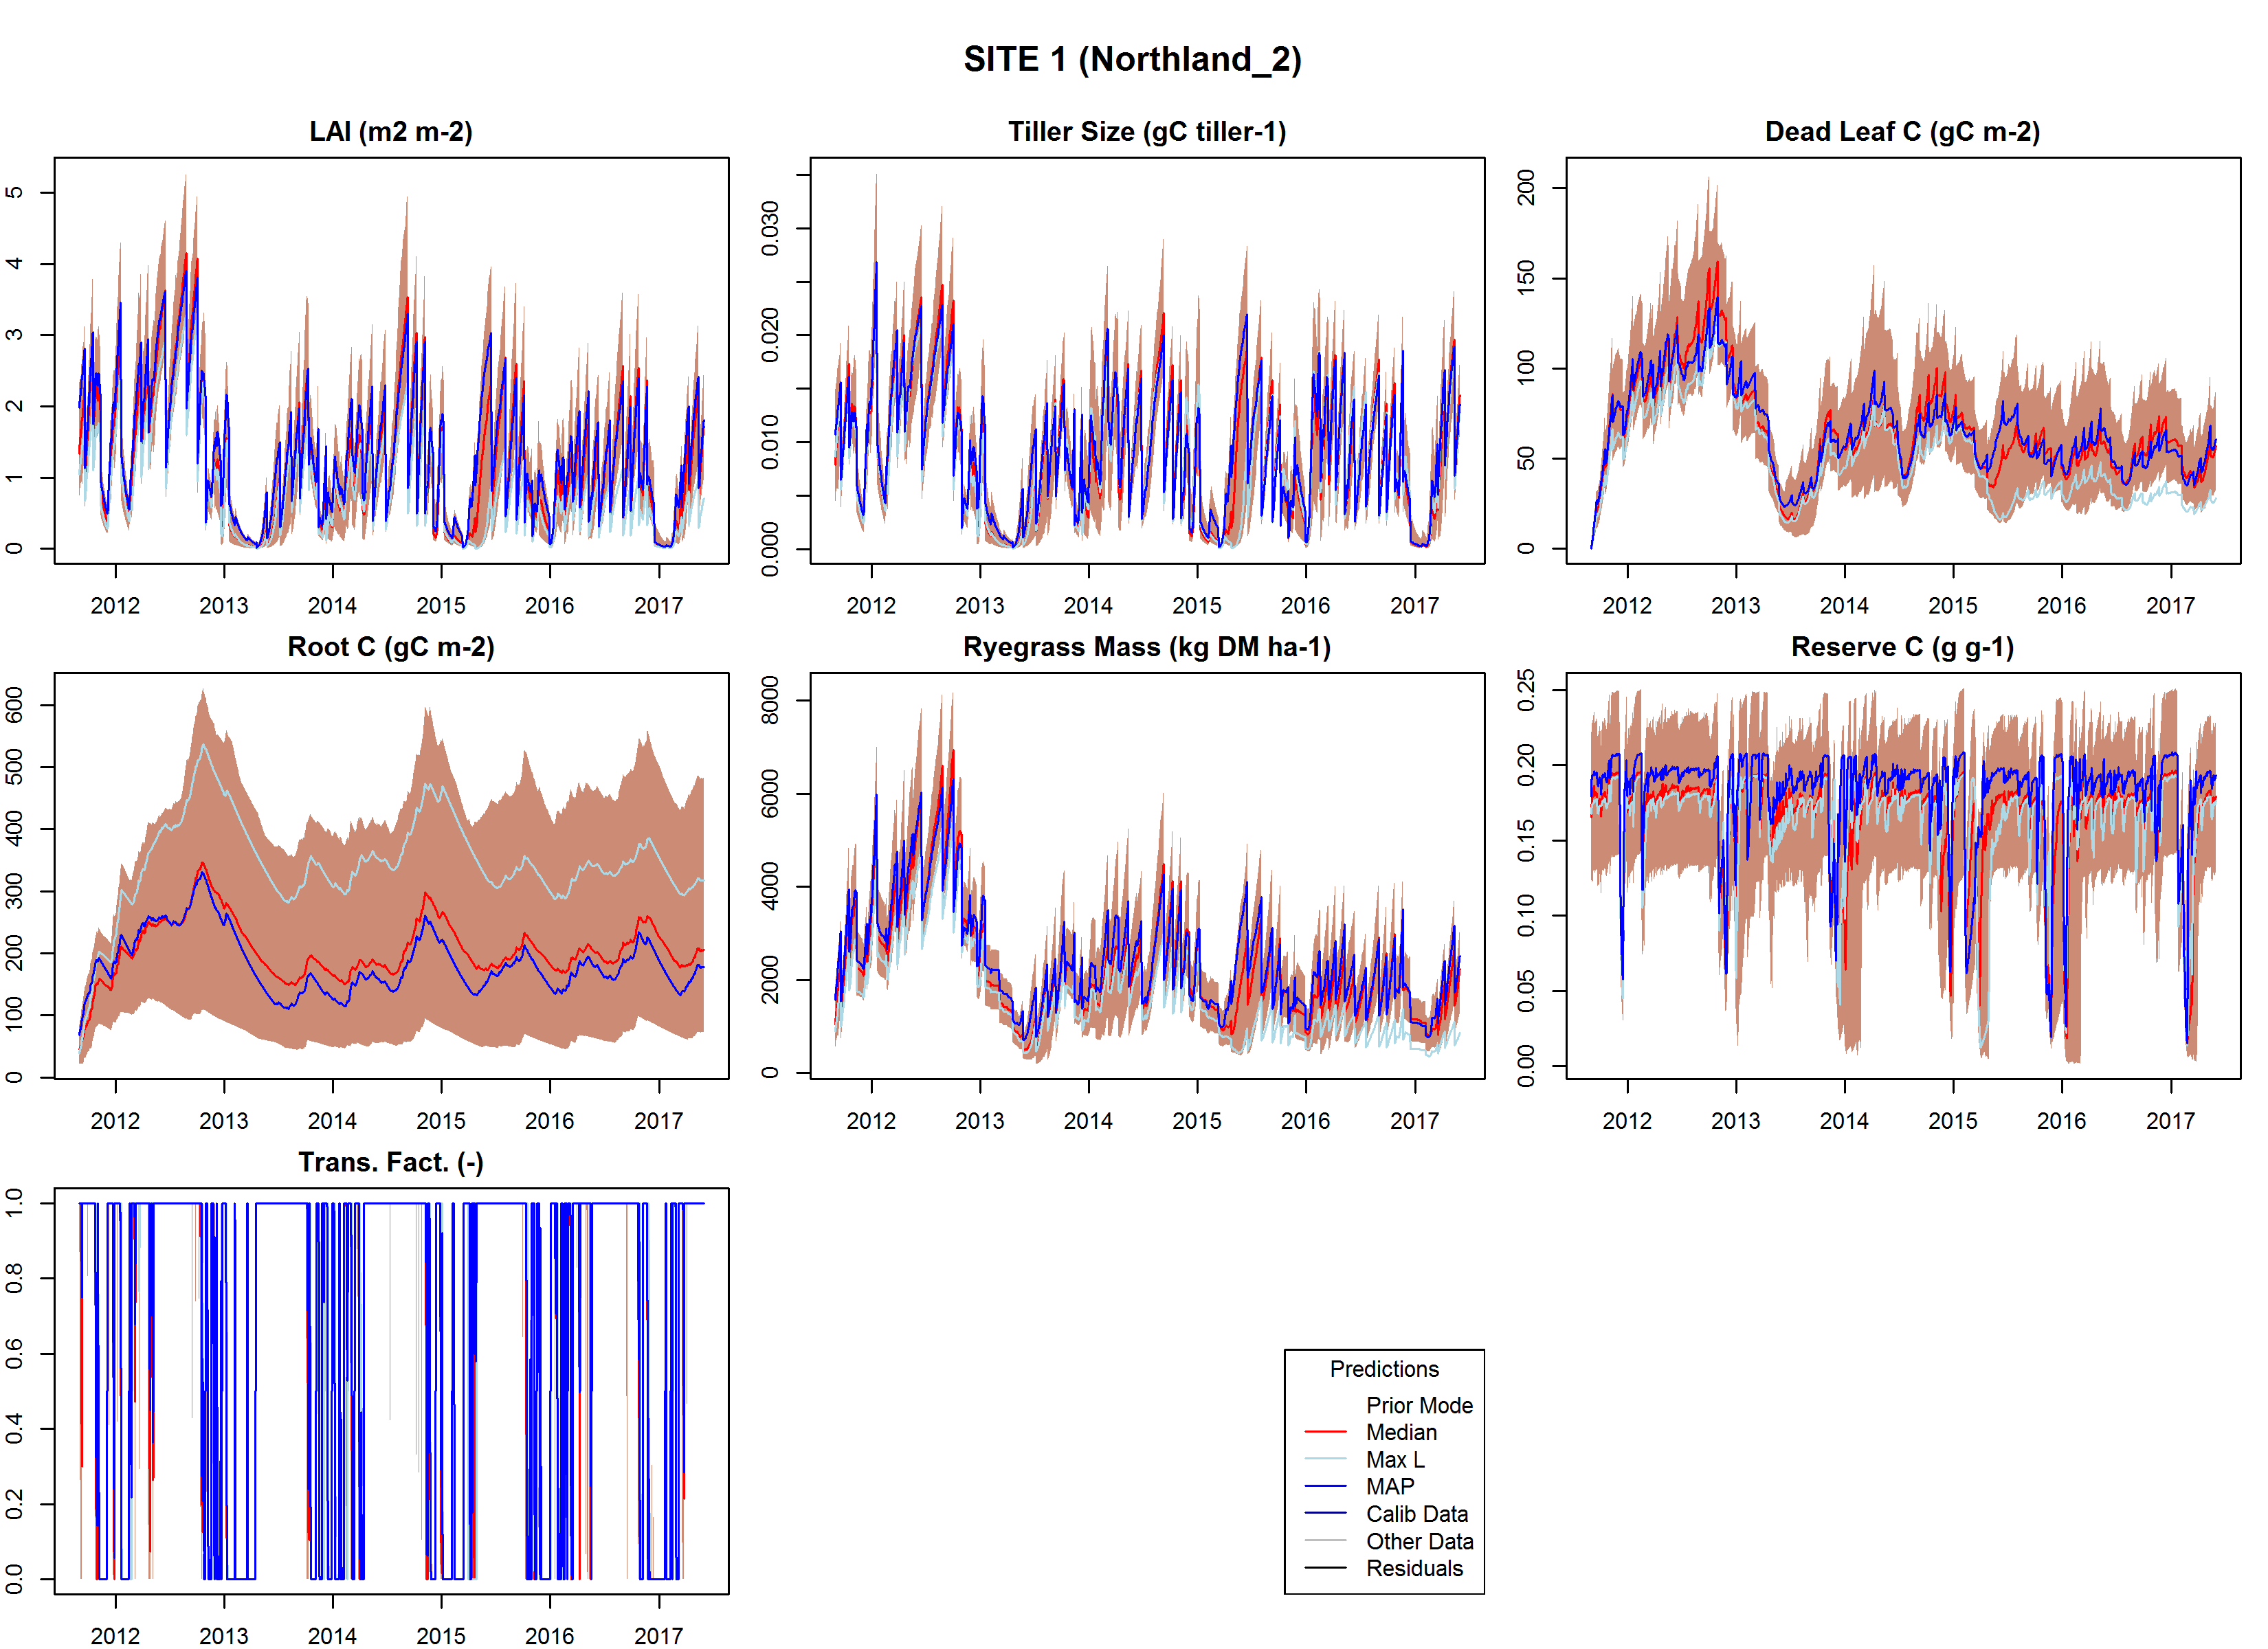 SITE 1 (Northland_2)
LAI (m2 m-2)
0 1 2 3 4 5
2012 2013 2014 2015 2016 2017
Tiller Size (gC tiller-1)
0.000 0.010 0.020 0.030
2012 2013 2014 2015 2016 2017
Dead Leaf C (gC m-2)
0 50 100 150 200
2012 2013 2014 2015 2016 2017
Root C (gC m-2)
0 100 200 300 400 500 600
2012 2013 2014 2015 2016 2017
Ryegrass Mass (kg DM ha-1)
0 2000 4000 6000 8000
2012 2013 2014 2015 2016 2017
Reserve C (g g-1)
0.00 0.05 0.10 0.15 0.20 0.25
2012 2013 2014 2015 2016 2017
Trans. Fact. (-)
0.0 0.2 0.4 0.6 0.8 1.0
2012 2013 2014 2015 2016 2017
Predictions
Prior Mode
Median
Max L
MAP
Calib Data
Other Data
Residuals